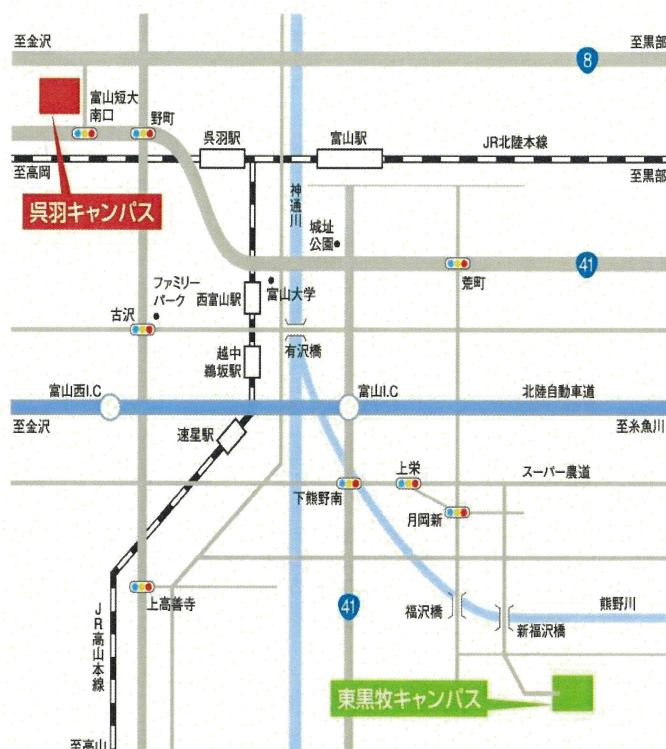 至金沢
至黒部
8
富山短大
南口
野町
呉羽駅
富山駅
JR北陸本線
至高岡
至黒部
呉羽キャンパス
神通川
城址
公園
41
荒町
ファミリー
パーク
西富山駅
富山大学
古沢
越中
鵜坂駅
有沢橋
富山西I.C
富山I.C
北陸自動車道
至金沢
至糸魚川
速星駅
上栄
スーパー農道
下熊野南
月岡新
上高善寺
41
福沢橋
熊野川
新福沢橋
JR高山本線
東黒牧キャンパス
至高山